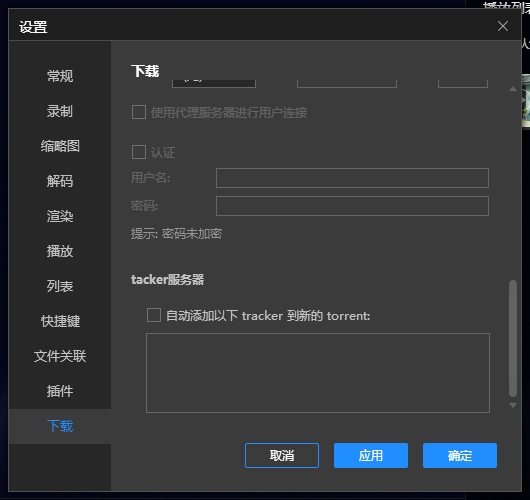 设置
常规
录制
缩略图
解码
渲染
播放
列表
快捷键
文件关联
插件
下载
下载
使用代理服务器进行用户连接
认证
用户名:
密码:
提示: 密码未加密
tacker服务器
自动添加以下 tracker 到新的 torrent:
取消
应用
确定
播放列表